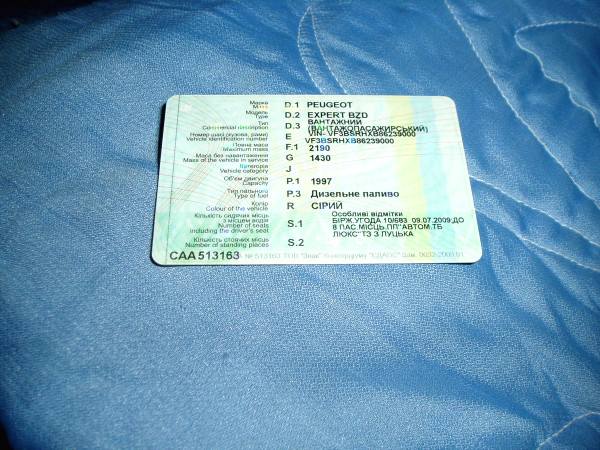 Марка D.1 PEUGEOT
Модель
Type D.2 EXPERT BZD
Тип
Commercial description D.3 ВАНТАЖНИЙ
(ВАНТАЖОПАСАЖИРСЬКИЙ)
Номер шасі (кузова, рами)
Vehicle identification number E VIN- VF3BSRHXB86239000
VF3BSRHXB86239000
Повна маса
Maximum mass F.1 2190
Маса без навантаження
Mass of the vehicle in service G 1430
Категорія
Vehicle category J
Об'єм двигуна
Capacity P.1 1997
Тип пального
Type of fuel P.3 Дизельне паливо
Колір
Colour of the vehicle R СІРИЙ
Кількість сидячих місць
з місцем водія
Number of seats
including the driver's seat S.1
Особливі відмітки
БІРЖ.УГОДА 10/683 09.07.2009;ДО
8 ПАС.МІСЦЬ.ПП"АВТОМ.ТБ
ЛЮКС"ТЗ З ЛУЦЬКА
Кількість стоячих місць
Number of standing places S.2
САА 513163